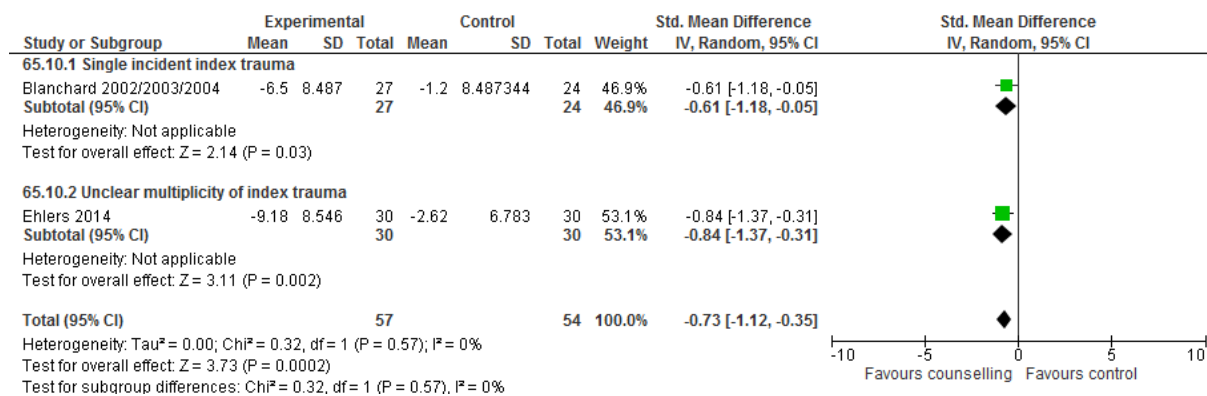 Experimental Control Std. Mean Difference Std. Mean Difference
Study or Subgroup Mean SD Total Mean SD Total Weight IV, Random, 95% CI IV, Random, 95% CI
65.10.1 Single incident index trauma
Blanchard 2002/2003/2004 -6.5 8.487 27 -1.2 8.487344 24 46.9% -0.61 [-1.18, -0.05]
Subtotal (95% CI) 27 24 46.9% -0.61 [-1.18, -0.05]
Heterogeneity: Not applicable
Test for overall effect: Z = 2.14 (P = 0.03)
65.10.2 Unclear multiplicity of index trauma
Ehlers 2014 -9.18 8.546 30 -2.62 6.783 30 53.1% -0.84 [-1.37, -0.31]
Subtotal (95% CI) 30 30 53.1% -0.84 [-1.37, -0.31]
Heterogeneity: Not applicable
Test for overall effect: Z = 3.11 (P = 0.002)
Total (95% CI) 57 54 100.0% -0.73 [-1.12, -0.35]
Heterogeneity: Tau² = 0.00; Chi² = 0.32, df = 1 (P = 0.57); I² = 0%
Test for overall effect: Z = 3.73 (P = 0.0002)
Test for subgroup differences: Chi² = 0.32, df = 1 (P = 0.57), I² = 0%
-10 -5 0 5 10
Favours counselling Favours control